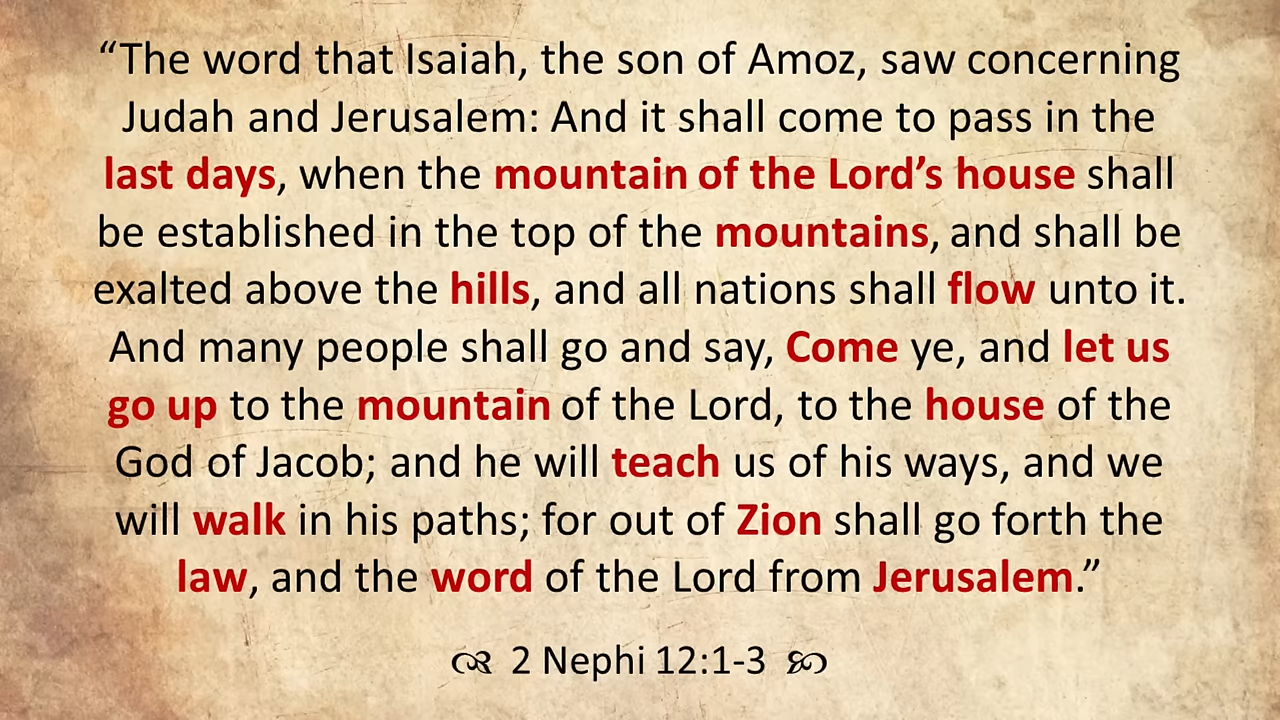 “The word that Isaiah, the son of Amoz, saw concerning
Judah and Jerusalem: And it shall come to pass in the
last days, when the mountain of the Lord’s house shall
be established in the top of the mountains, and shall be
exalted above the hills, and all nations shall flow unto it.
And many people shall go and say, Come ye, and let us
go up to the mountain of the Lord, to the house of the
God of Jacob; and he will teach us of his ways, and we
will walk in his paths; for out of Zion shall go forth the
law, and the word of the Lord from Jerusalem.”
2 Nephi 12:1-3